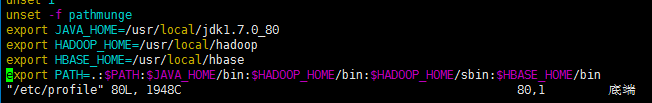 unset -f pathmunge
export JAVA_HOME=/usr/local/jdk1.7.0_80
export HADOOP_HOME=/usr/local/hadoop
export HBASE_HOME=/usr/local/hbase
export PATH=.:$PATH:$JAVA_HOME/bin:$HADOOP_HOME/bin:$HADOOP_HOME/sbin:$HBASE_HOME/bin
"/etc/profile" 80L, 1948C 80,1 底端